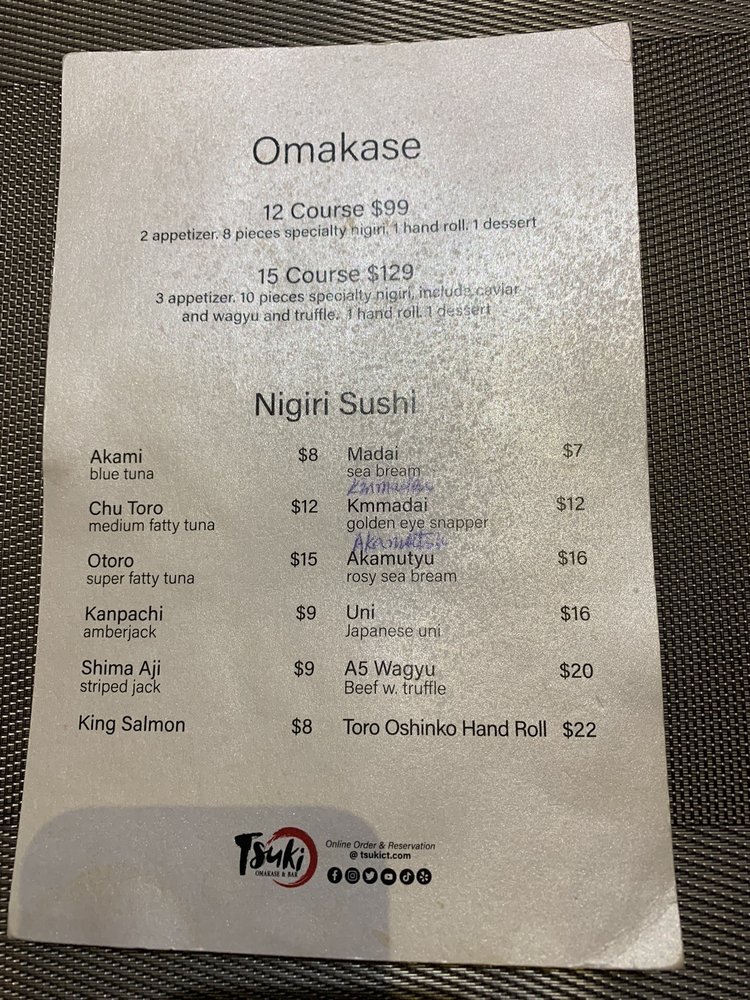 Omakase
12 Course $99
2 appetizer. 8 pieces specialty nigiri. 1 hand roll. 1 dessert
15 Course $129
3 appetizer. 10 pieces specialty nigiri, include caviar
and wagyu and truffle. 1 hand roll. 1 dessert
Nigiri Sushi
Akami $8
blue tuna
Chu Toro $12
medium fatty tuna
Otoro $15
super fatty tuna
Kanpachi $9
amberjack
Shima Aji $9
striped jack
King Salmon $8
Madai $7
sea bream
Kmmadai $12
golden eye snapper
Akamutyu $16
rosy sea bream
Uni $16
Japanese uni
A5 Wagyu $20
Beef w. truffle
Toro Oshinko Hand Roll $22
Tsuki
OMAKASE & BAR
Online Order & Reservation
@ tsukict.com